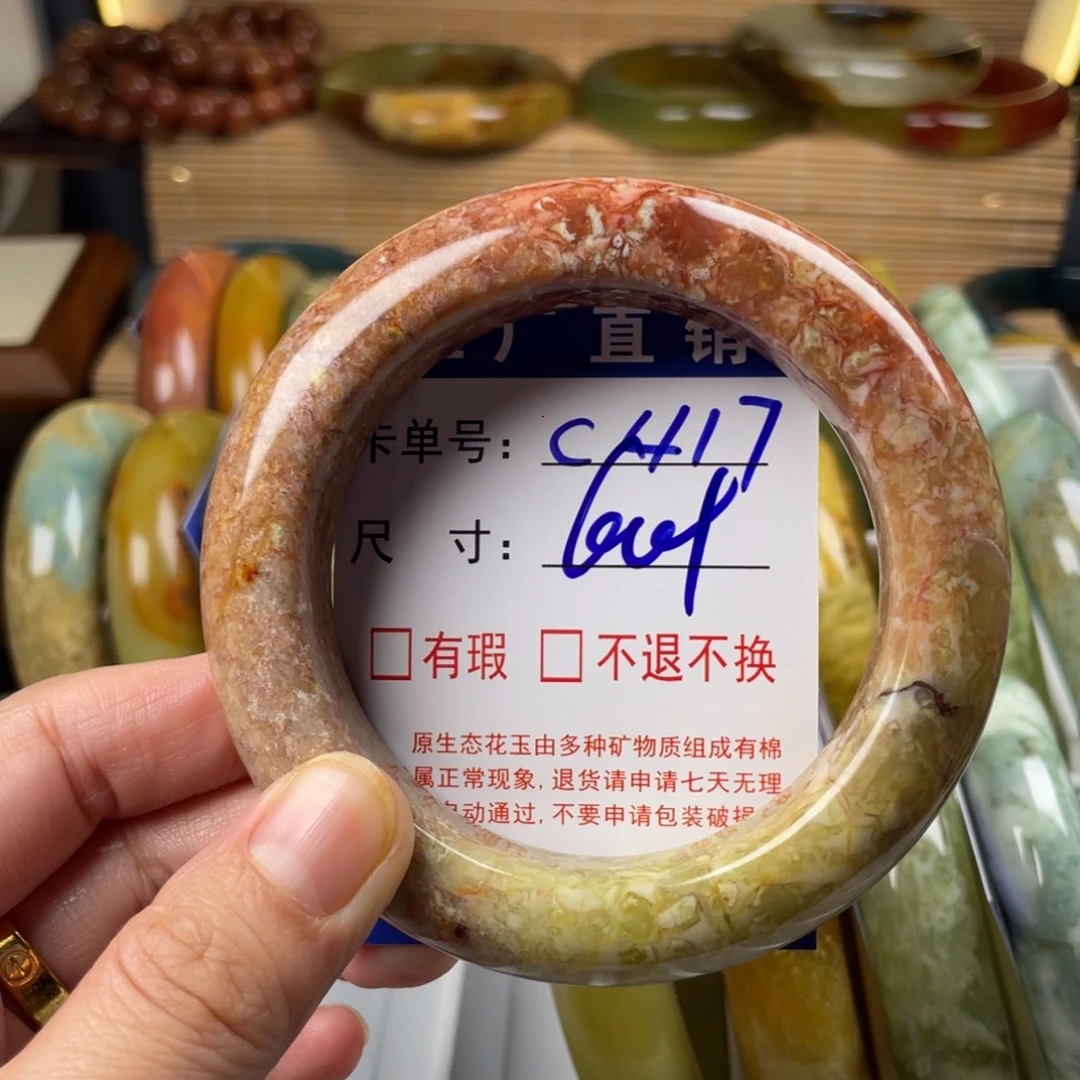 厂直销
卡单号: CH17
尺 寸:
□有瑕 □不退不换
原生态花玉由多种矿物质组成有棉
属正常现象, 退货请申请七天无理
自动通过, 不要申请包装破损